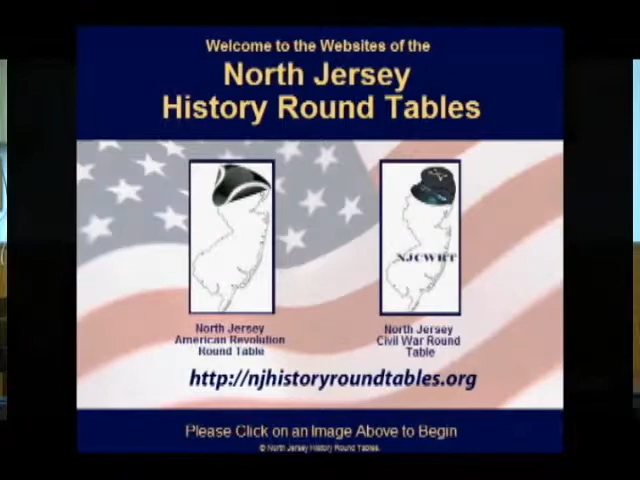 Welcome to the Websites of the
North Jersey
History Round Tables
NJCWRT
North Jersey
American Revolution
Round Table
North Jersey
Civil War Round
Table
http://njhistoryroundtables.org
Please Click on an Image Above to Begin
© North Jersey History Round Tables.